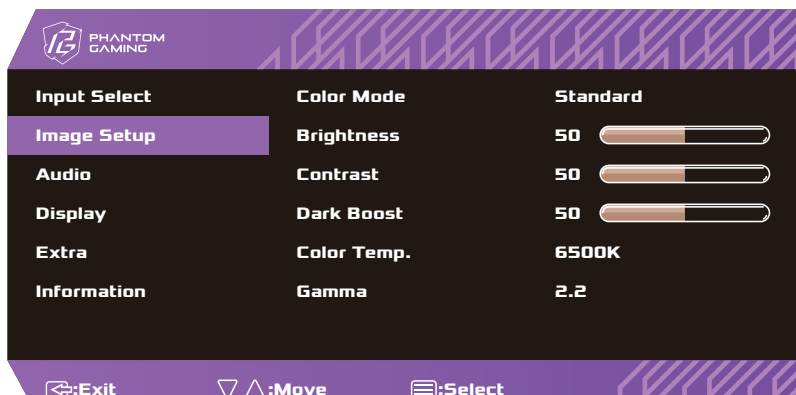 PHANTOM
GAMING
Input Select Color Mode Standard
Image Setup Brightness 50
Audio Contrast 50
Display Dark Boost 50
Extra Color Temp. 6500K
Information Gamma 2.2
:Exit :Move :Select